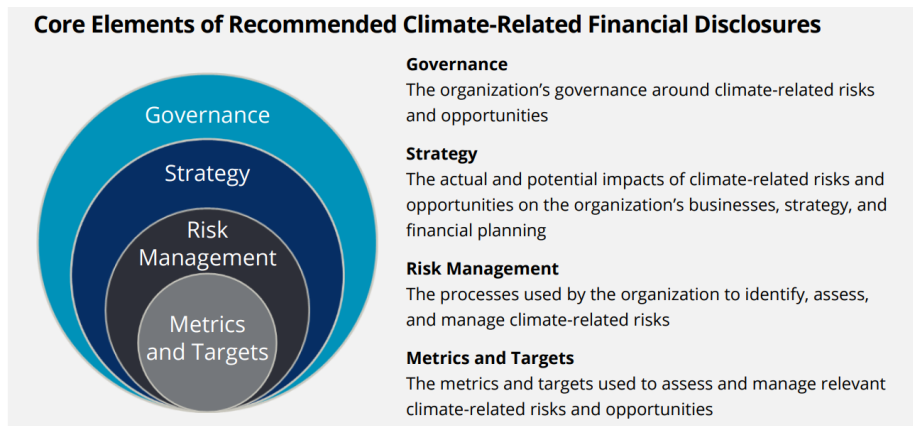 Core Elements of Recommended Climate-Related Financial Disclosures
Governance
Strategy
Risk
Management
Metrics
and Targets
Governance
The organization’s governance around climate-related risks
and opportunities
Strategy
The actual and potential impacts of climate-related risks and
opportunities on the organization’s businesses, strategy, and
financial planning
Risk Management
The processes used by the organization to identify, assess,
and manage climate-related risks
Metrics and Targets
The metrics and targets used to assess and manage relevant
climate-related risks and opportunities